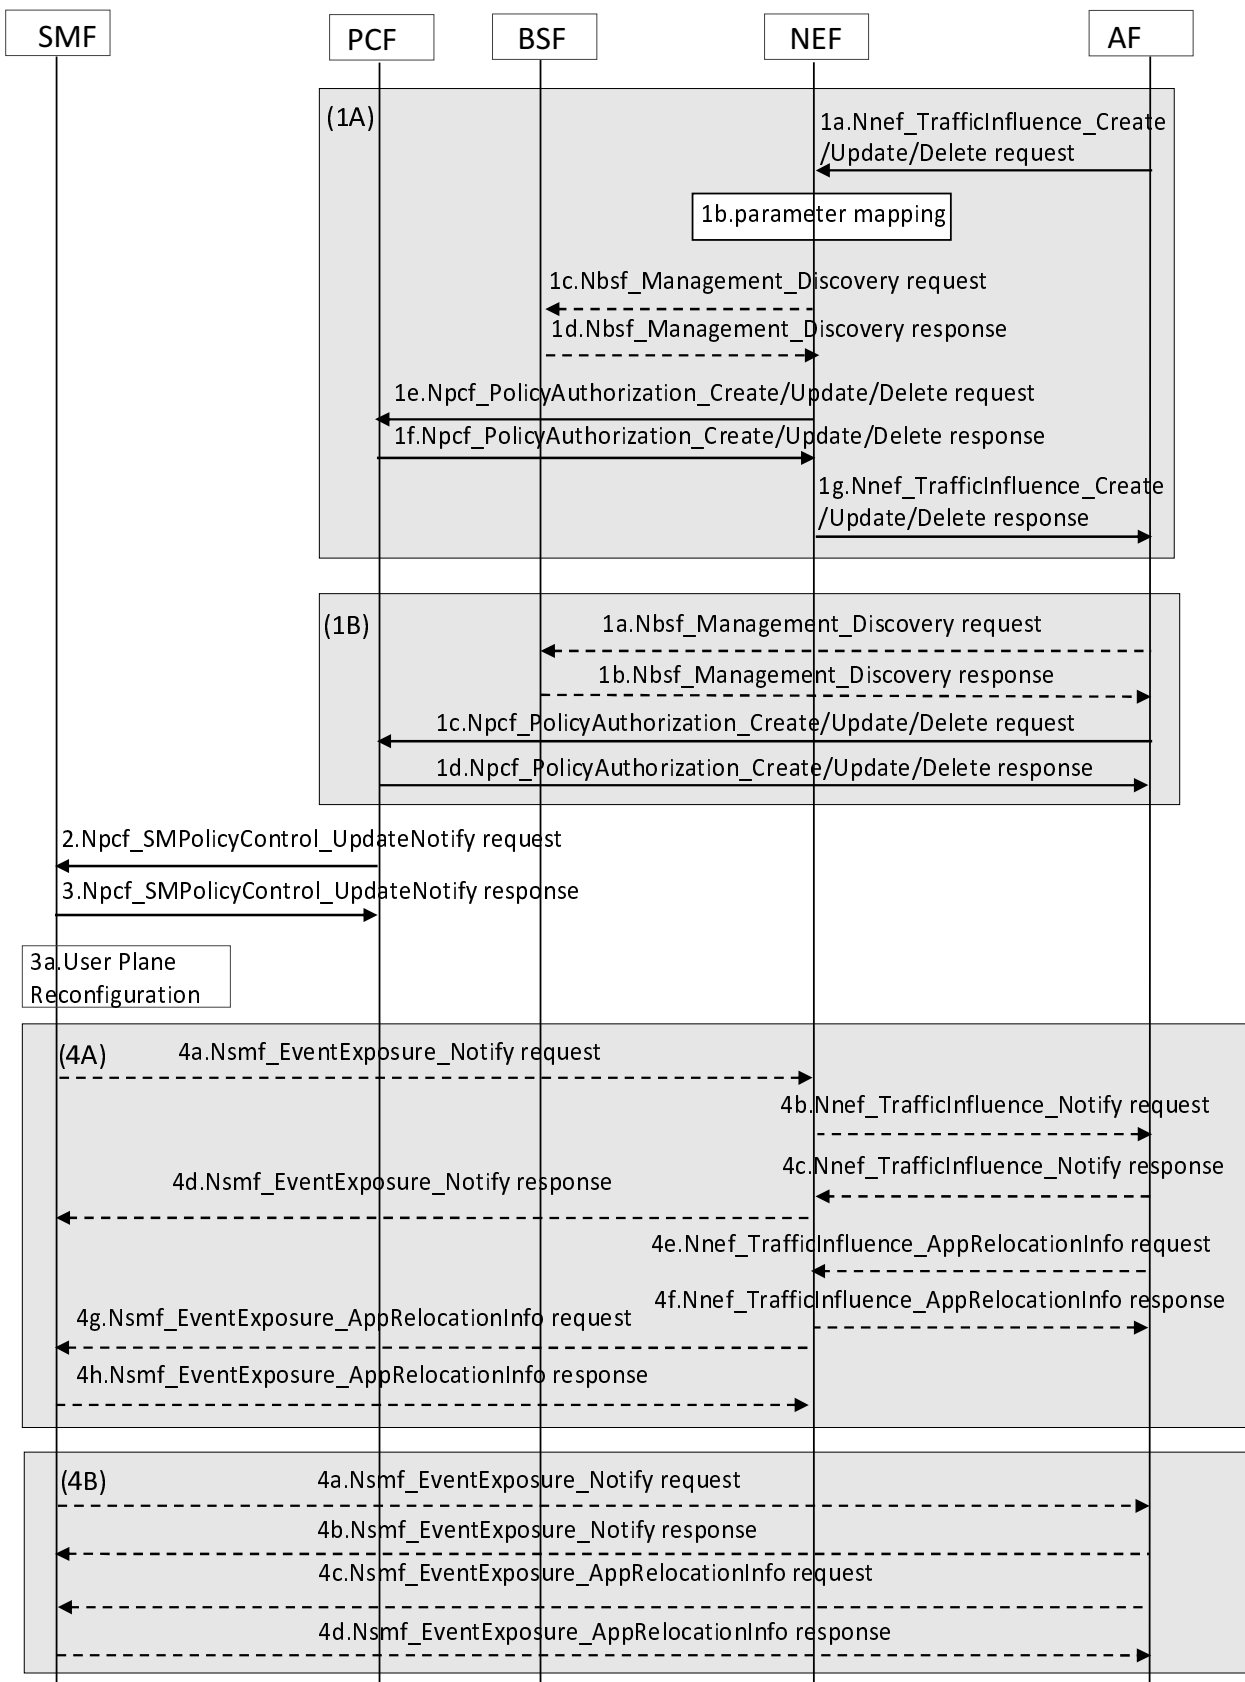 SMF
PCF
BSF
NEF
AF
(1A)
1a.Nnef_TrafficInfluence_Create
/Update/Delete request
1b.parameter mapping
1c.Nbsf_Management_Discovery request
1d.Nbsf_Management_Discovery response
1e.Npcf_PolicyAuthorization_Create/Update/Delete request
1f.Npcf_PolicyAuthorization_Create/Update/Delete response
1g.Nnef_TrafficInfluence_Create
/Update/Delete response
(1B)
1a.Nbsf_Management_Discovery request
1b.Nbsf_Management_Discovery response
1c.Npcf_PolicyAuthorization_Create/Update/Delete request
1d.Npcf_PolicyAuthorization_Create/Update/Delete response
2.Npcf_SMPolicyControl_UpdateNotify request
3.Npcf_SMPolicyControl_UpdateNotify response
3a.User Plane
Reconfiguration
(4A)
4a.Nsmf_EventExposure_Notify request
4b.Nnef_TrafficInfluence_Notify request
4c.Nnef_TrafficInfluence_Notify response
4d.Nsmf_EventExposure_Notify response
4e.Nnef_TrafficInfluence_AppRelocationInfo request
4f.Nnef_TrafficInfluence_AppRelocationInfo response
4g.Nsmf_EventExposure_AppRelocationInfo request
4h.Nsmf_EventExposure_AppRelocationInfo response
(4B)
4a.Nsmf_EventExposure_Notify request
4b.Nsmf_EventExposure_Notify response
4c.Nsmf_EventExposure_AppRelocationInfo request
4d.Nsmf_EventExposure_AppRelocationInfo response